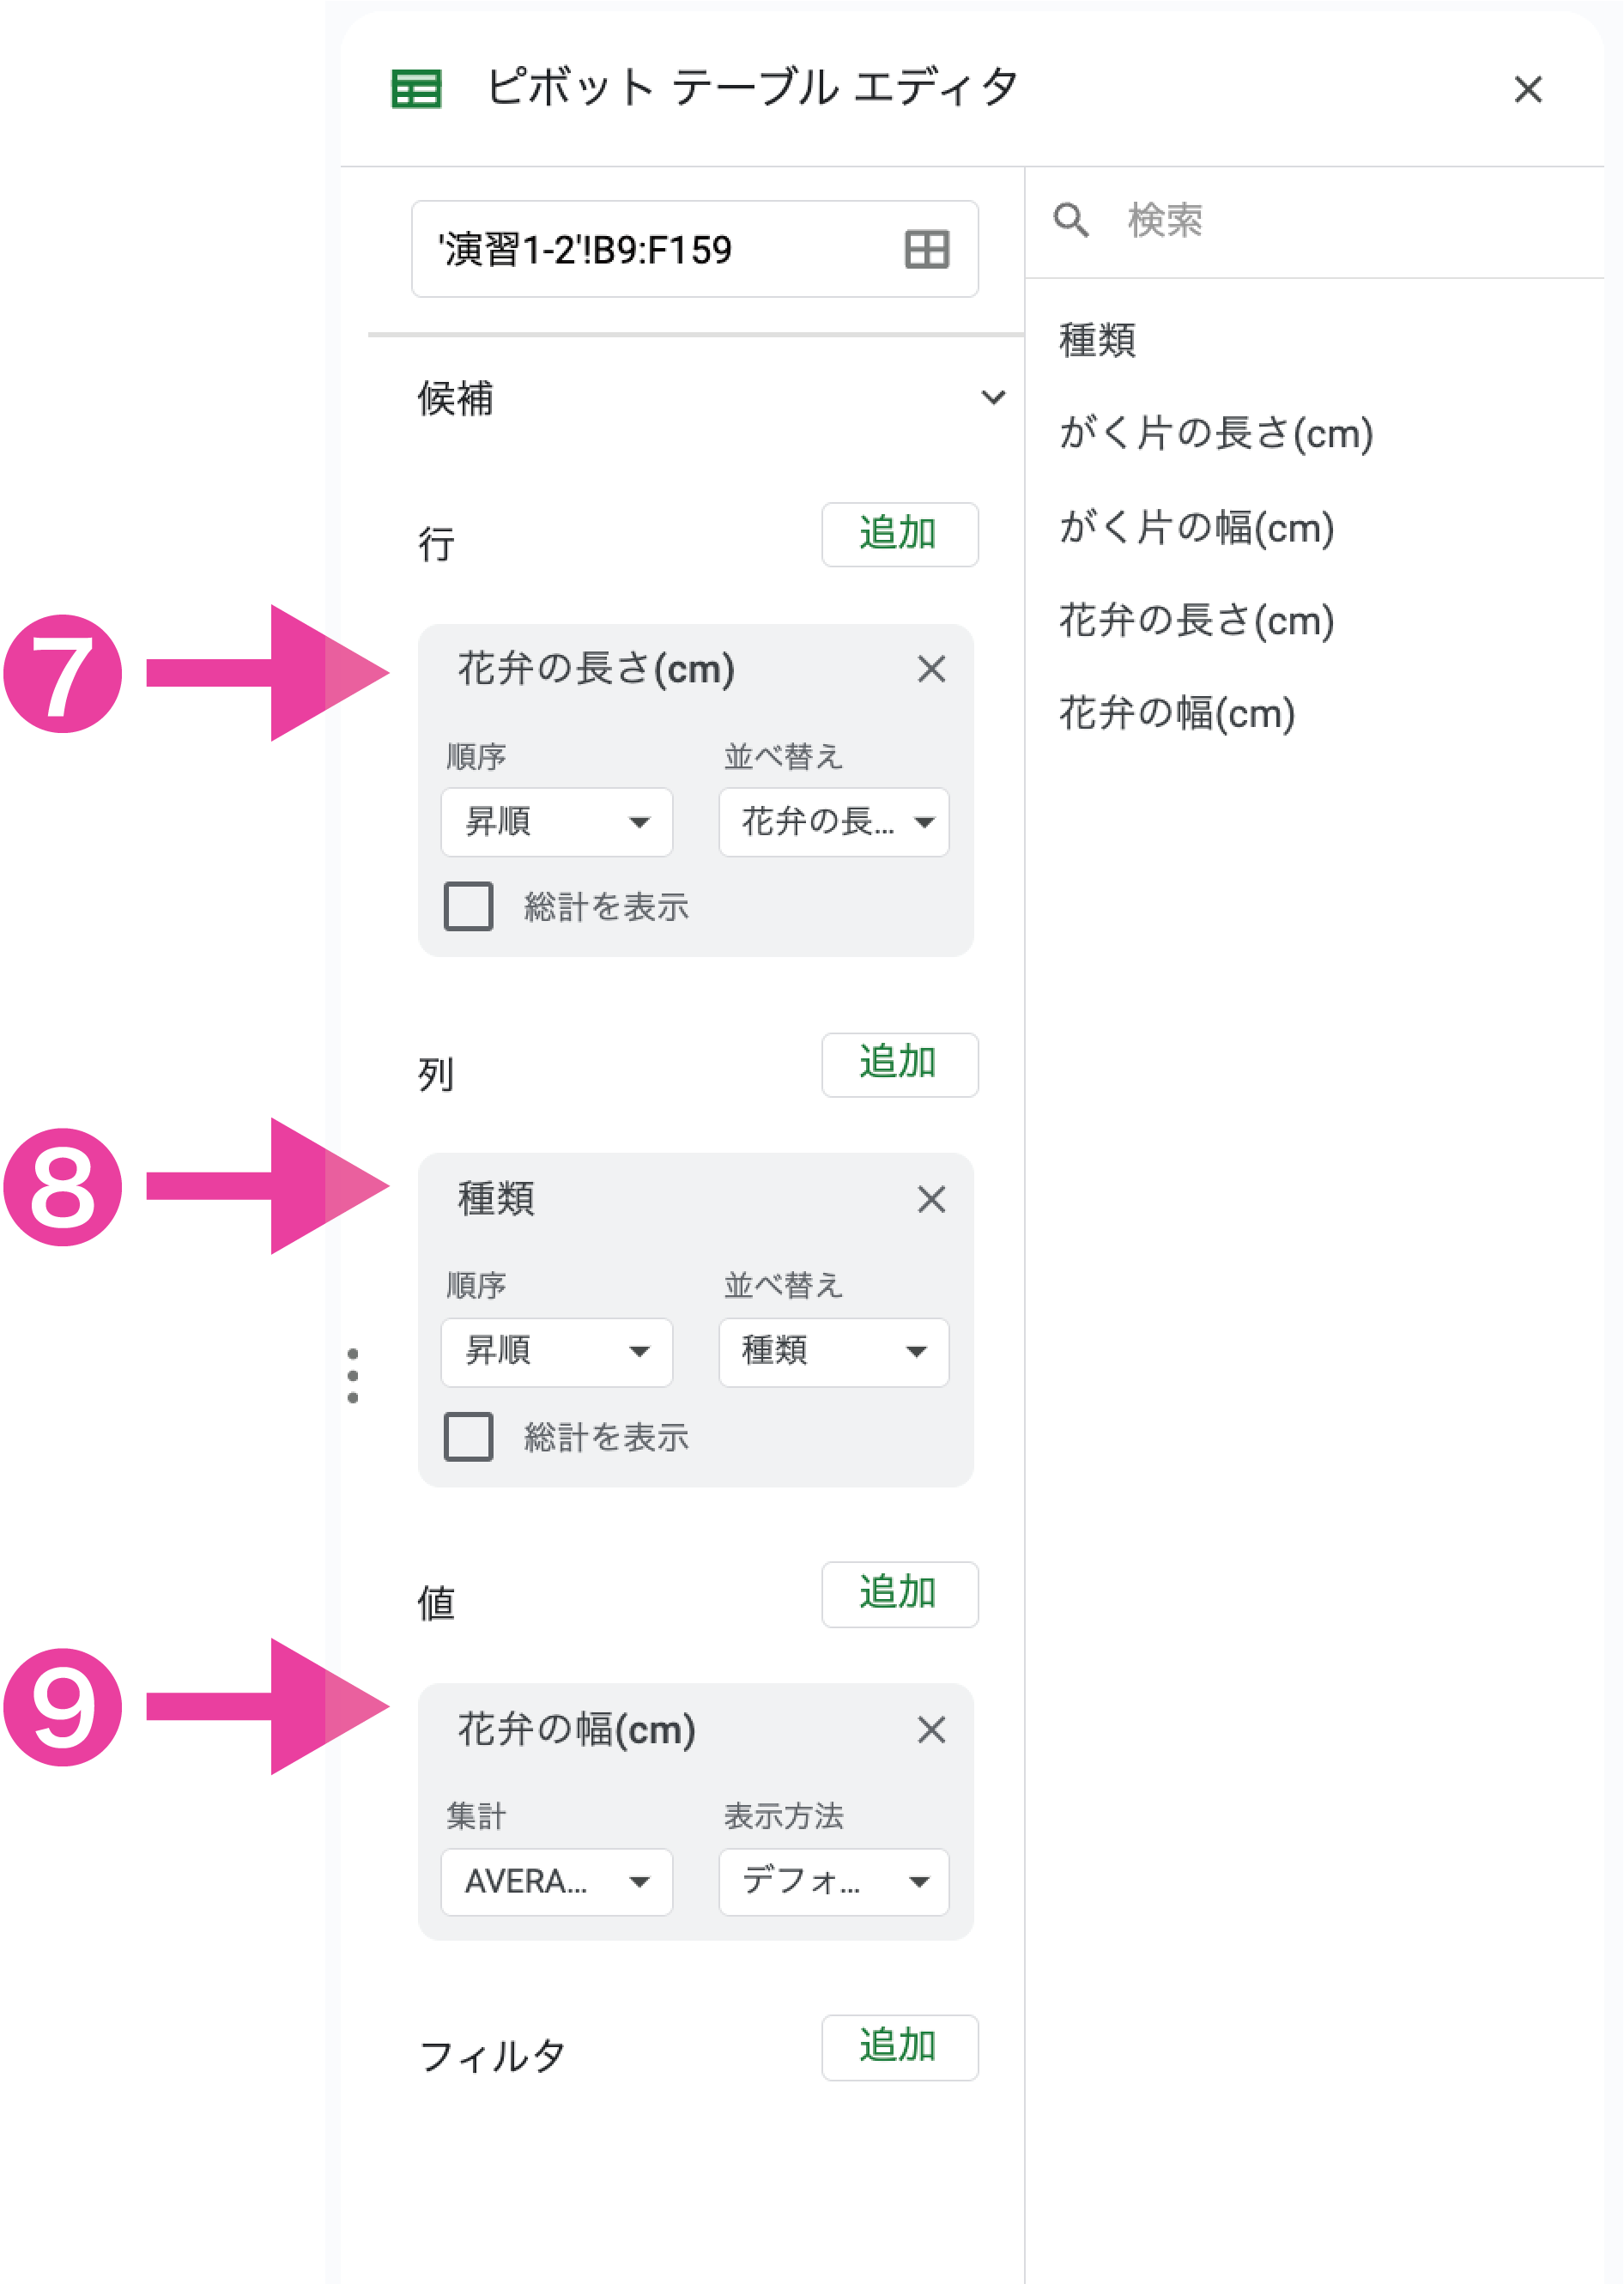 ピボット テーブル エディタ
'演習1-2'!B9:F159
候補
行
追加
7
花弁の長さ(cm)
順序
並べ替え
昇順
花弁の長...
総計を表示
列
追加
8
種類
順序
並べ替え
昇順
種類
総計を表示
値
追加
9
花弁の幅(cm)
集計
表示方法
AVERA...
デフォ...
フィルタ
追加
検索
種類
がく片の長さ(cm)
がく片の幅(cm)
花弁の長さ(cm)
花弁の幅(cm)